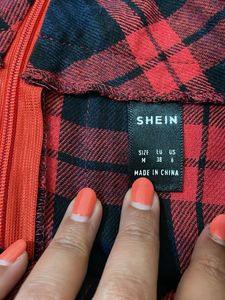 SHEIN
SIZE EU US
M 38 6
MADE IN CHINA